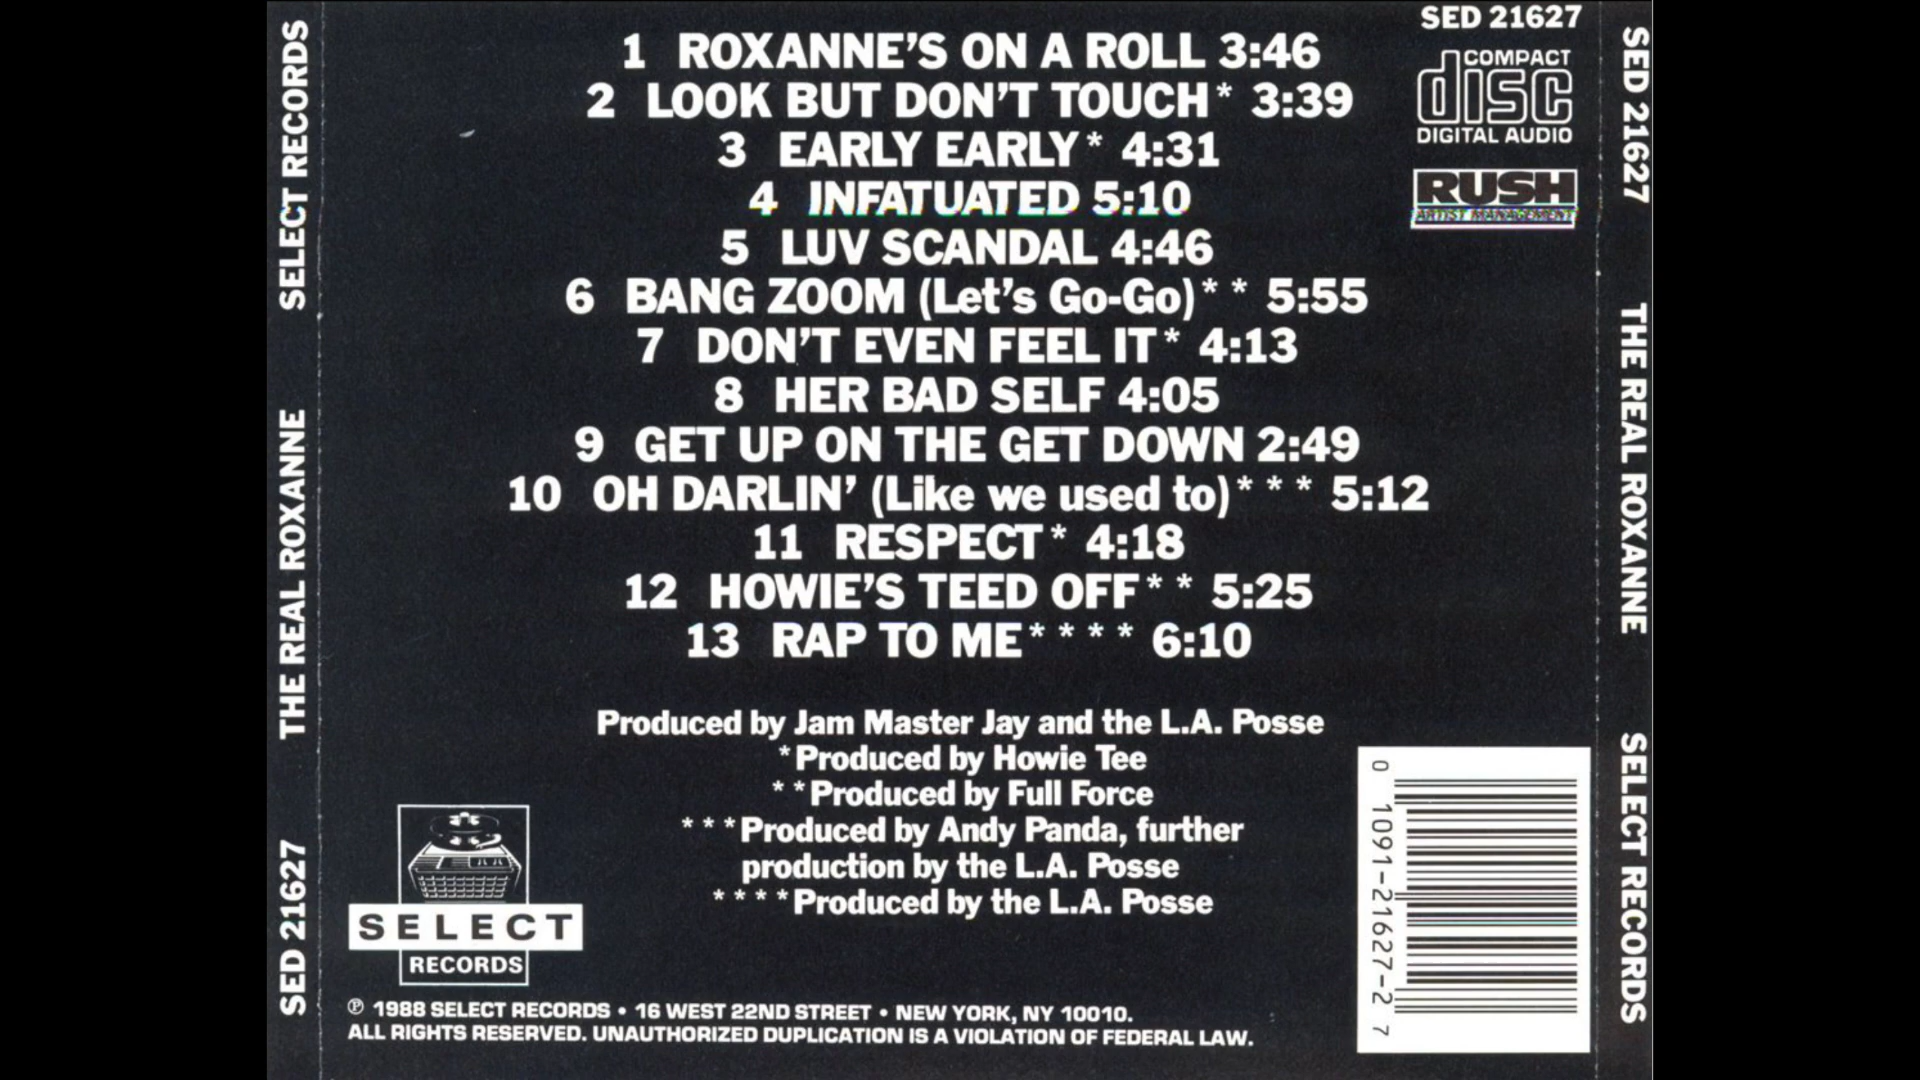 SELECT RECORDS
THE REAL ROXANNE
SED 21627
1 ROXANNE'S ON A ROLL 3:46
2 LOOK BUT DON'T TOUCH* 3:39
3 EARLY EARLY* 4:31
4 INFATUATED 5:10
5 LUV SCANDAL 4:46
6 BANG ZOOM (Let's Go-Go)** 5:55
7 DON'T EVEN FEEL IT* 4:13
8 HER BAD SELF 4:05
9 GET UP ON THE GET DOWN 2:49
10 OH DARLIN' (Like we used to)*** 5:12
11 RESPECT* 4:18
12 HOWIE'S TEED OFF** 5:25
13 RAP TO ME**** 6:10
Produced by Jam Master Jay and the L.A. Posse
*Produced by Howie Tee
**Produced by Full Force
***Produced by Andy Panda, further
production by the L.A. Posse
****Produced by the L.A. Posse
SELECT
RECORDS
℗ 1988 SELECT RECORDS • 16 WEST 22ND STREET • NEW YORK, NY 10010.
ALL RIGHTS RESERVED. UNAUTHORIZED DUPLICATION IS A VIOLATION OF FEDERAL LAW.
SED 21627
COMPACT
disc
DIGITAL AUDIO
RUSH
ARTIST MANAGEMENT
0 1091-21627-2 7
SED 21627
THE REAL ROXANNE
SELECT RECORDS